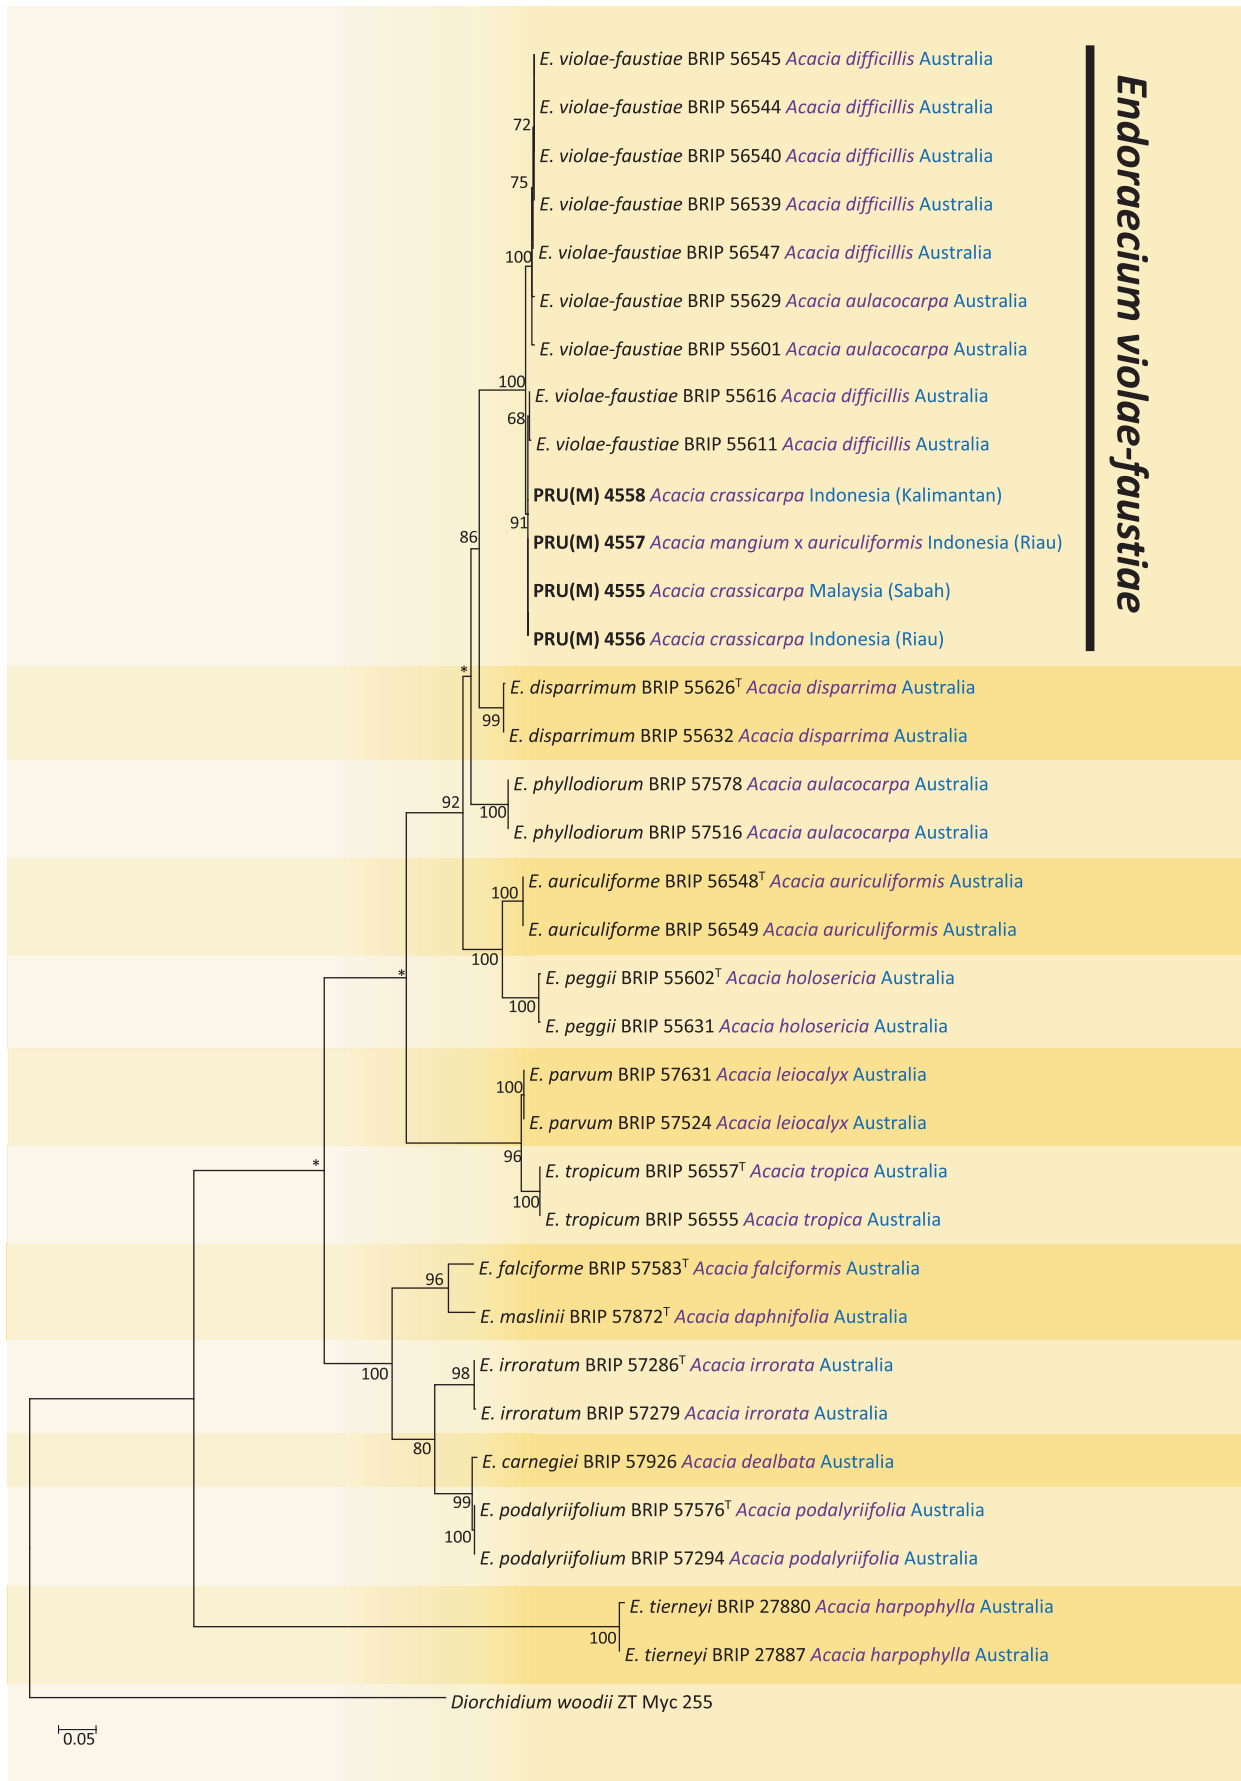 E. violae-faustiae BRIP 56545 Acacia difficillis Australia
E. violae-faustiae BRIP 56544 Acacia difficillis Australia
72
E. violae-faustiae BRIP 56540 Acacia difficillis Australia
75
E. violae-faustiae BRIP 56539 Acacia difficillis Australia
E. violae-faustiae BRIP 56547 Acacia difficillis Australia
100
E. violae-faustiae BRIP 55629 Acacia aulacocarpa Australia
E. violae-faustiae BRIP 55601 Acacia aulacocarpa Australia
100
E. violae-faustiae BRIP 55616 Acacia difficillis Australia
68
E. violae-faustiae BRIP 55611 Acacia difficillis Australia
PRU(M) 4558 Acacia crassicarpa Indonesia (Kalimantan)
91
PRU(M) 4557 Acacia mangium x auriculiformis Indonesia (Riau)
86
PRU(M) 4555 Acacia crassicarpa Malaysia (Sabah)
PRU(M) 4556 Acacia crassicarpa Indonesia (Riau)
Endoraecium violae-faustiae
*
E. disparrimum BRIP 55626T Acacia disparrima Australia
99
E. disparrimum BRIP 55632 Acacia disparrima Australia
E. phyllodiorum BRIP 57578 Acacia aulacocarpa Australia
92
100
E. phyllodiorum BRIP 57516 Acacia aulacocarpa Australia
E. auriculiforme BRIP 56548T Acacia auriculiformis Australia
100
E. auriculiforme BRIP 56549 Acacia auriculiformis Australia
100
*
E. peggii BRIP 55602T Acacia holosericia Australia
100
E. peggii BRIP 55631 Acacia holosericia Australia
E. parvum BRIP 57631 Acacia leiocalyx Australia
100
E. parvum BRIP 57524 Acacia leiocalyx Australia
96
*
E. tropicum BRIP 56557T Acacia tropica Australia
100
E. tropicum BRIP 56555 Acacia tropica Australia
E. falciforme BRIP 57583T Acacia falciformis Australia
96
E. maslinii BRIP 57872T Acacia daphnifolia Australia
E. irroratum BRIP 57286T Acacia irrorata Australia
100
98
E. irroratum BRIP 57279 Acacia irrorata Australia
80
E. carnegiei BRIP 57926 Acacia dealbata Australia
99
E. podalyriifolium BRIP 57576T Acacia podalyriifolia Australia
100
E. podalyriifolium BRIP 57294 Acacia podalyriifolia Australia
E. tierneyi BRIP 27880 Acacia harpophylla Australia
100
E. tierneyi BRIP 27887 Acacia harpophylla Australia
Diorchidium woodii ZT Myc 255
0.05